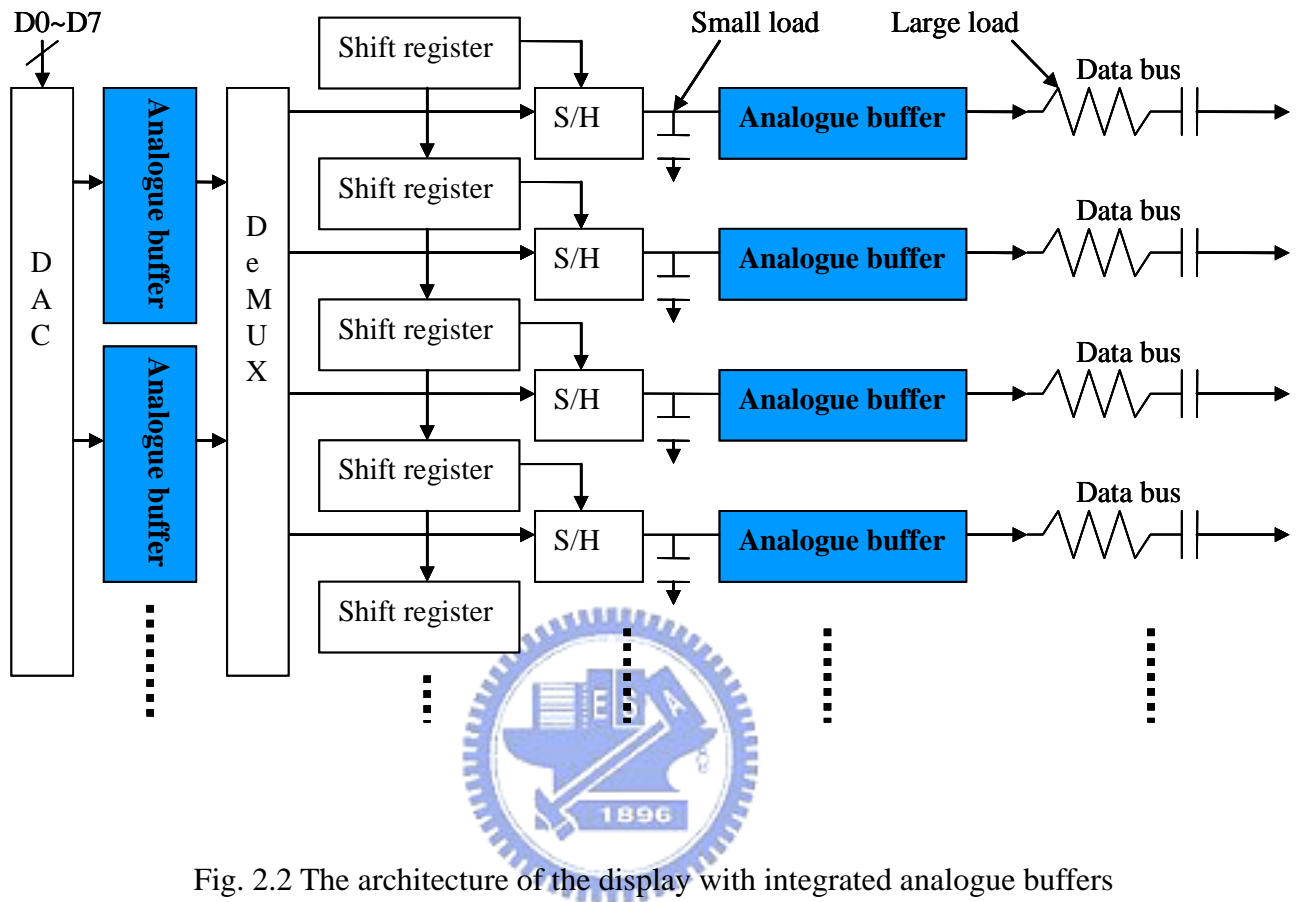 D0~D7
Small load
Large load
Shift register
Data bus
S/H
Analogue buffer
Analogue buffer
Shift register
Data bus
D
e
M
U
X
D
A
C
S/H
Analogue buffer
Shift register
Data bus
Analogue buffer
S/H
Analogue buffer
Shift register
Data bus
S/H
Analogue buffer
Shift register
E
S
A
1896
Fig. 2.2 The architecture of the display with integrated analogue buffers